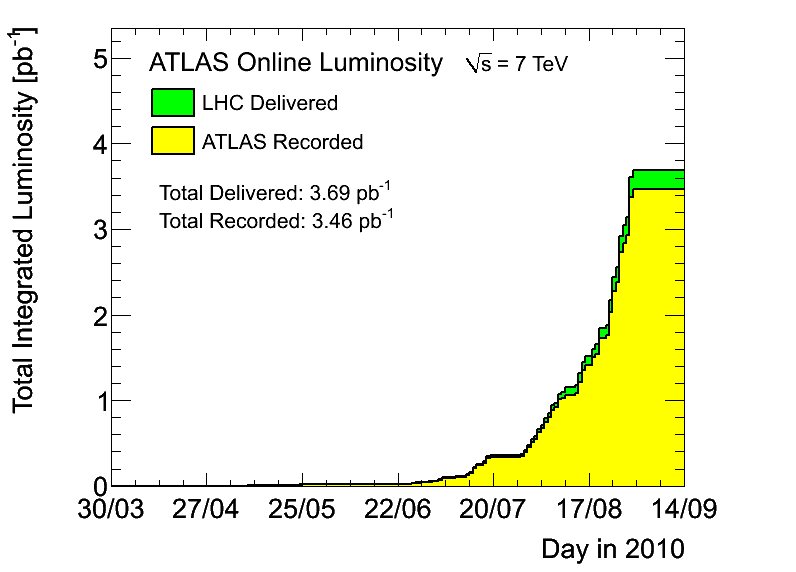 ATLAS Online Luminosity √s = 7 TeV
LHC Delivered
ATLAS Recorded
Total Delivered: 3.69 pb⁻¹
Total Recorded: 3.46 pb⁻¹
Total Integrated Luminosity [pb⁻¹]
5
4
3
2
1
0
30/03 27/04 25/05 22/06 20/07 17/08 14/09
Day in 2010